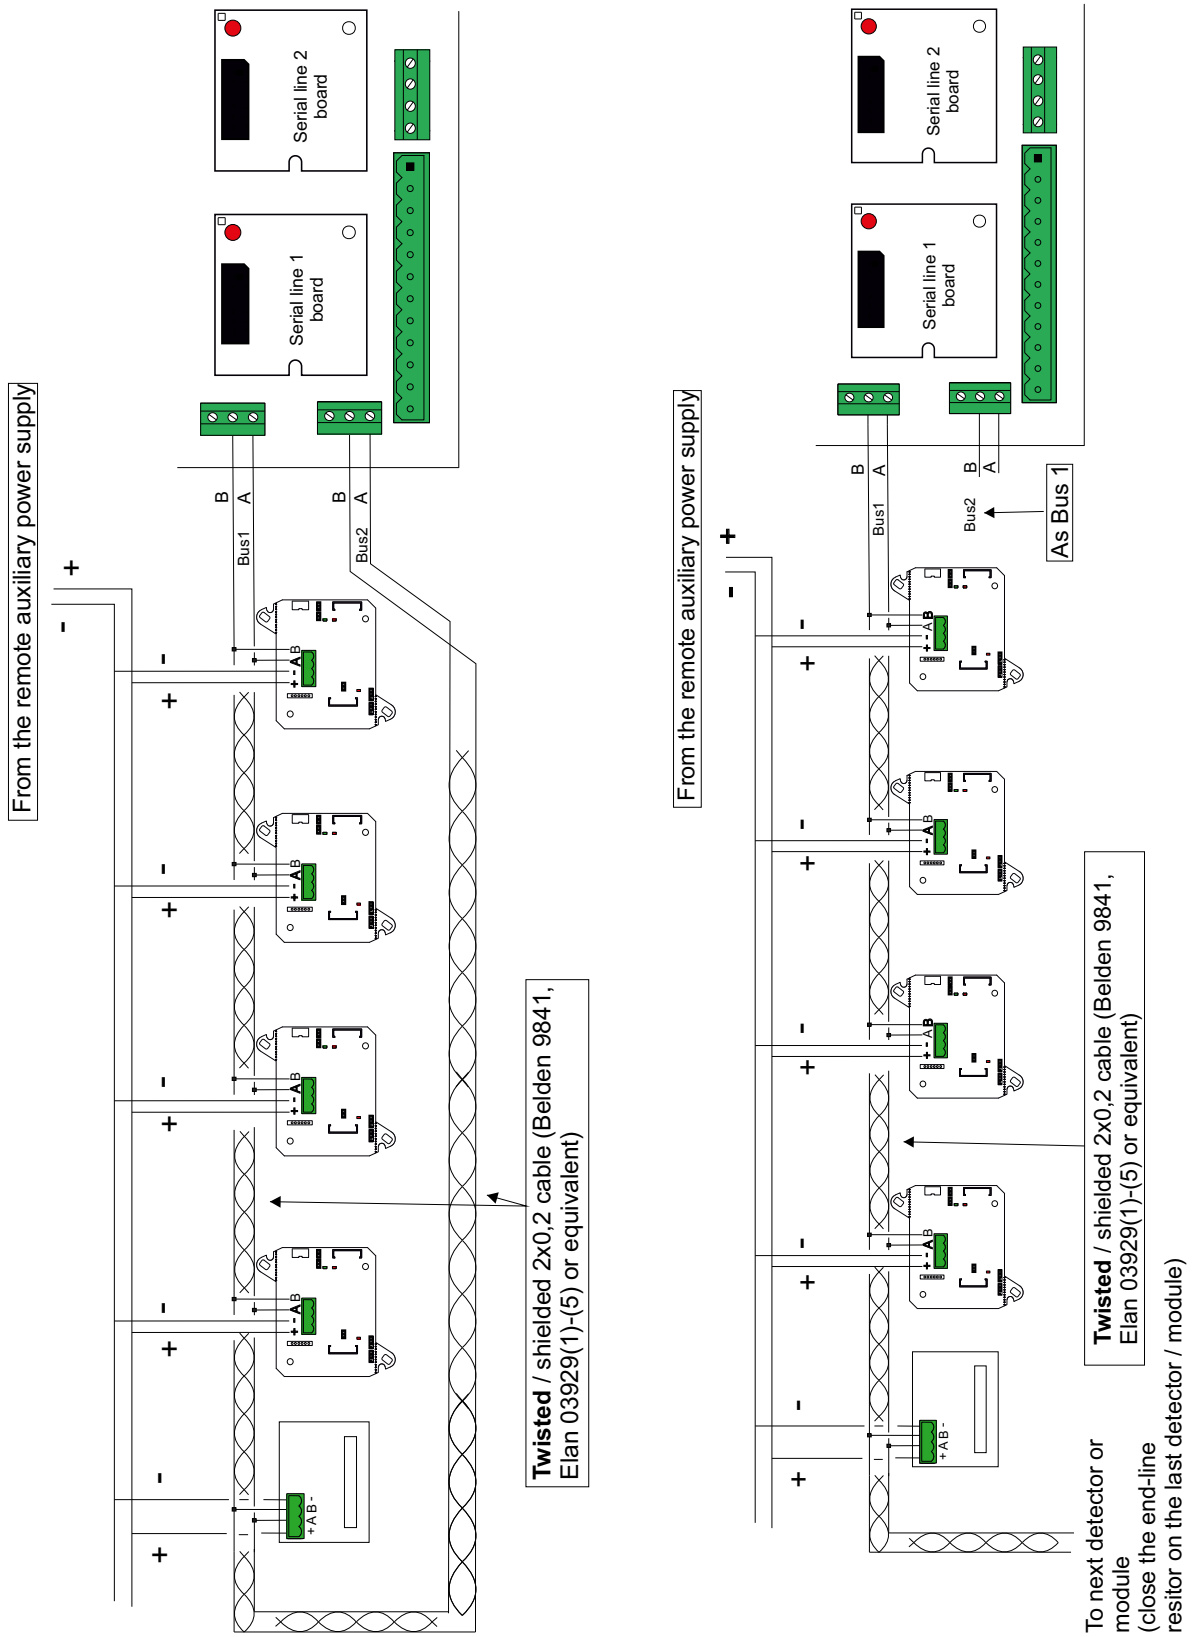 From the remote auxiliary power supply
+
-
Serial line 2
board
Serial line 1
board
B
A
Bus1
B
A
Bus2
-
+
+ - A B
-
+
+ - A B
-
+
+ - A B
-
+
+ - A B
-
+
+ A B -
Twisted / shielded 2x0,2 cable (Belden 9841,
Elan 03929(1)-(5) or equivalent)
From the remote auxiliary power supply
+
-
Serial line 2
board
Serial line 1
board
B
A
Bus1
B
A
Bus2
As Bus 1
-
+
+ - A B
-
+
+ - A B
-
+
+ - A B
-
+
+ - A B
-
+
+ A B -
Twisted / shielded 2x0,2 cable (Belden 9841,
Elan 03929(1)-(5) or equivalent)
To next detector or
module
(close the end-line
resitor on the last detector / module)